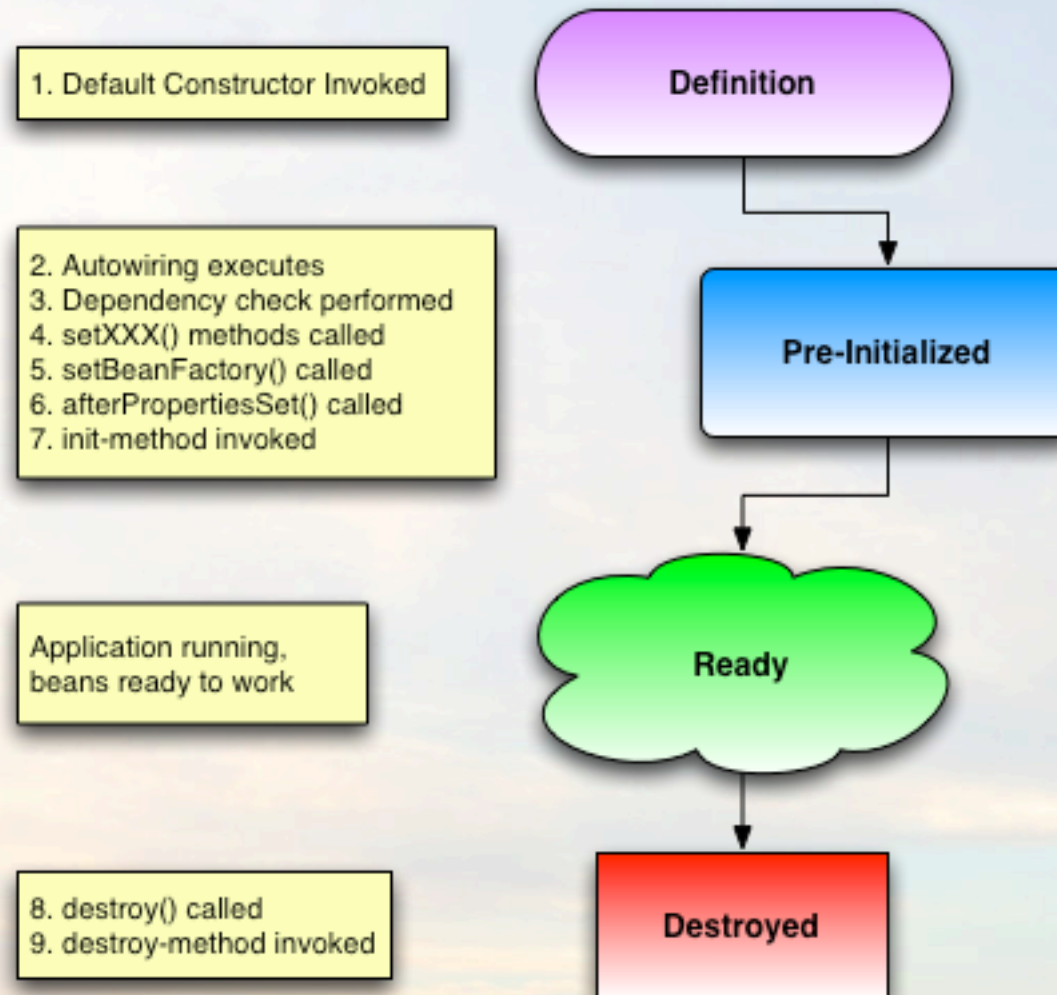 1. Default Constructor Invoked
Definition
2. Autowiring executes
3. Dependency check performed
4. setXXX() methods called
5. setBeanFactory() called
6. afterPropertiesSet() called
7. init-method invoked
Pre-Initialized
Application running,
beans ready to work
Ready
8. destroy() called
9. destroy-method invoked
Destroyed